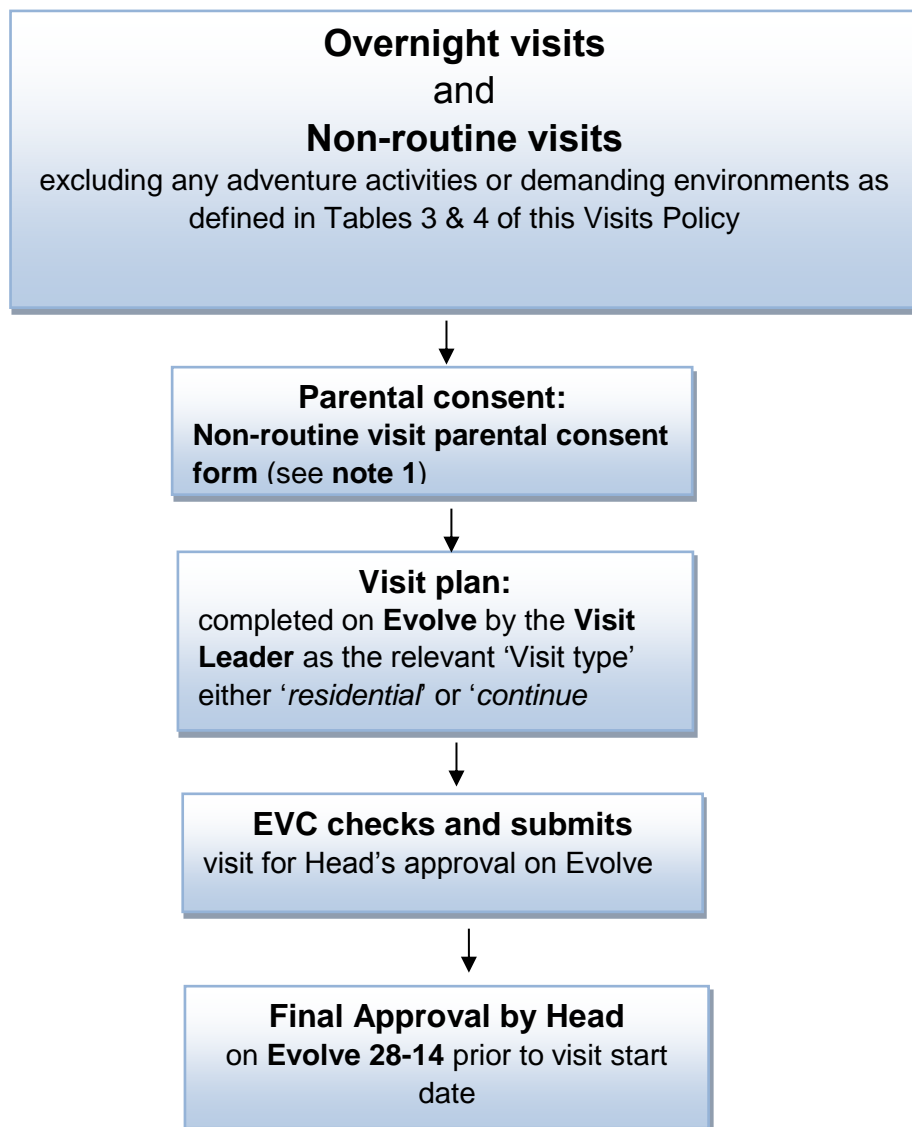 Overnight visits
and
Non-routine visits
excluding any adventure activities or demanding environments as
defined in Tables 3 & 4 of this Visits Policy
Parental consent:
Non-routine visit parental consent
form (see note 1)
Visit plan:
completed on Evolve by the Visit
Leader as the relevant ‘Visit type’
either ‘residential’ or ‘continue
EVC checks and submits
visit for Head’s approval on Evolve
Final Approval by Head
on Evolve 28-14 prior to visit start
date